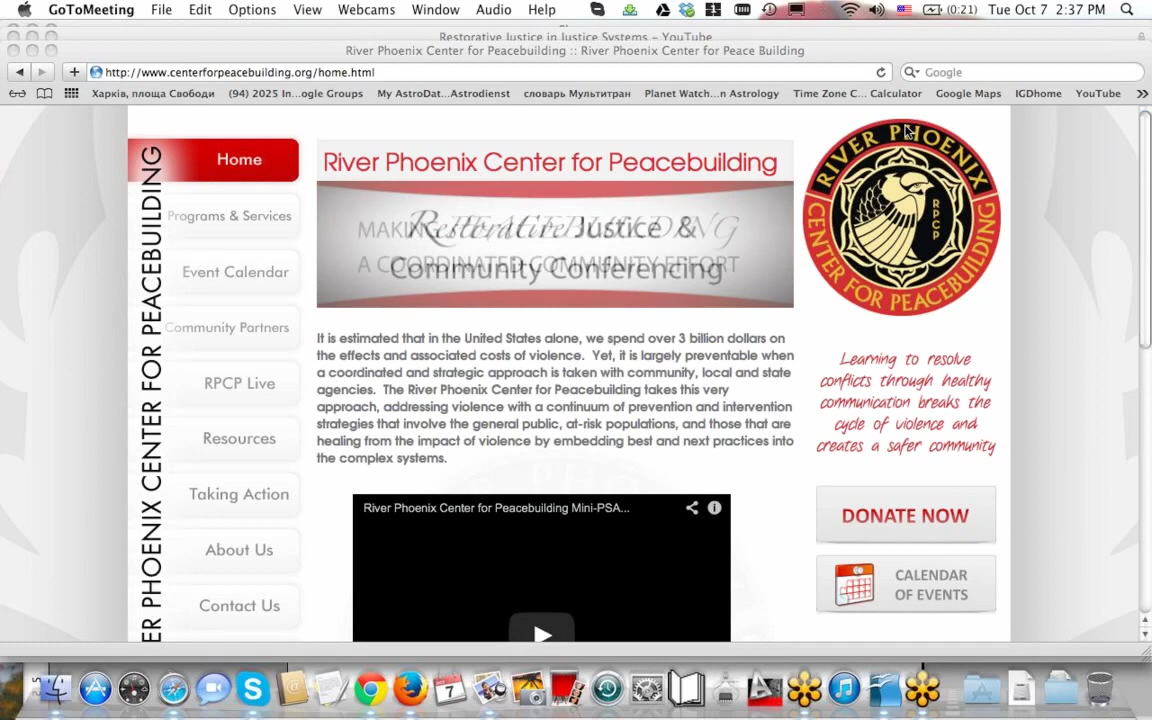 GoToMeeting File Edit Options View Webcams Window Audio Help (0:21) Tue Oct 7 2:37 PM
Restorative Justice in Justice Systems – YouTube
River Phoenix Center for Peacebuilding :: River Phoenix Center for Peace Building
http://www.centerforpeacebuilding.org/home.html
Google
Харків, площа Свободи (94) 2025 In...ogle Groups My AstroDat...Astrodienst словарь Мультитран Planet Watch...n Astrology Time Zone C... Calculator Google Maps IGDhome YouTube
ER PHOENIX CENTER FOR PEACEBUILDING
Home
Programs & Services
Event Calendar
Community Partners
RPCP Live
Resources
Taking Action
About Us
Contact Us
River Phoenix Center for Peacebuilding
MAKIN PEACEBUILDING
A COORDINATED COMMUNITY EFFORT
Restorative Justice &
Community Conferencing
It is estimated that in the United States alone, we spend over 3 billion dollars on
the effects and associated costs of violence. Yet, it is largely preventable when
a coordinated and strategic approach is taken with community, local and state
agencies. The River Phoenix Center for Peacebuilding takes this very
approach, addressing violence with a continuum of prevention and intervention
strategies that involve the general public, at-risk populations, and those that are
healing from the impact of violence by embedding best and next practices into
the complex systems.
River Phoenix Center for Peacebuilding Mini-PSA...
RIVER PHOENIX
CENTER FOR PEACEBUILDING
RPCP
Learning to resolve
conflicts through healthy
communication breaks the
cycle of violence and
creates a safer community
DONATE NOW
CALENDAR
OF EVENTS
7